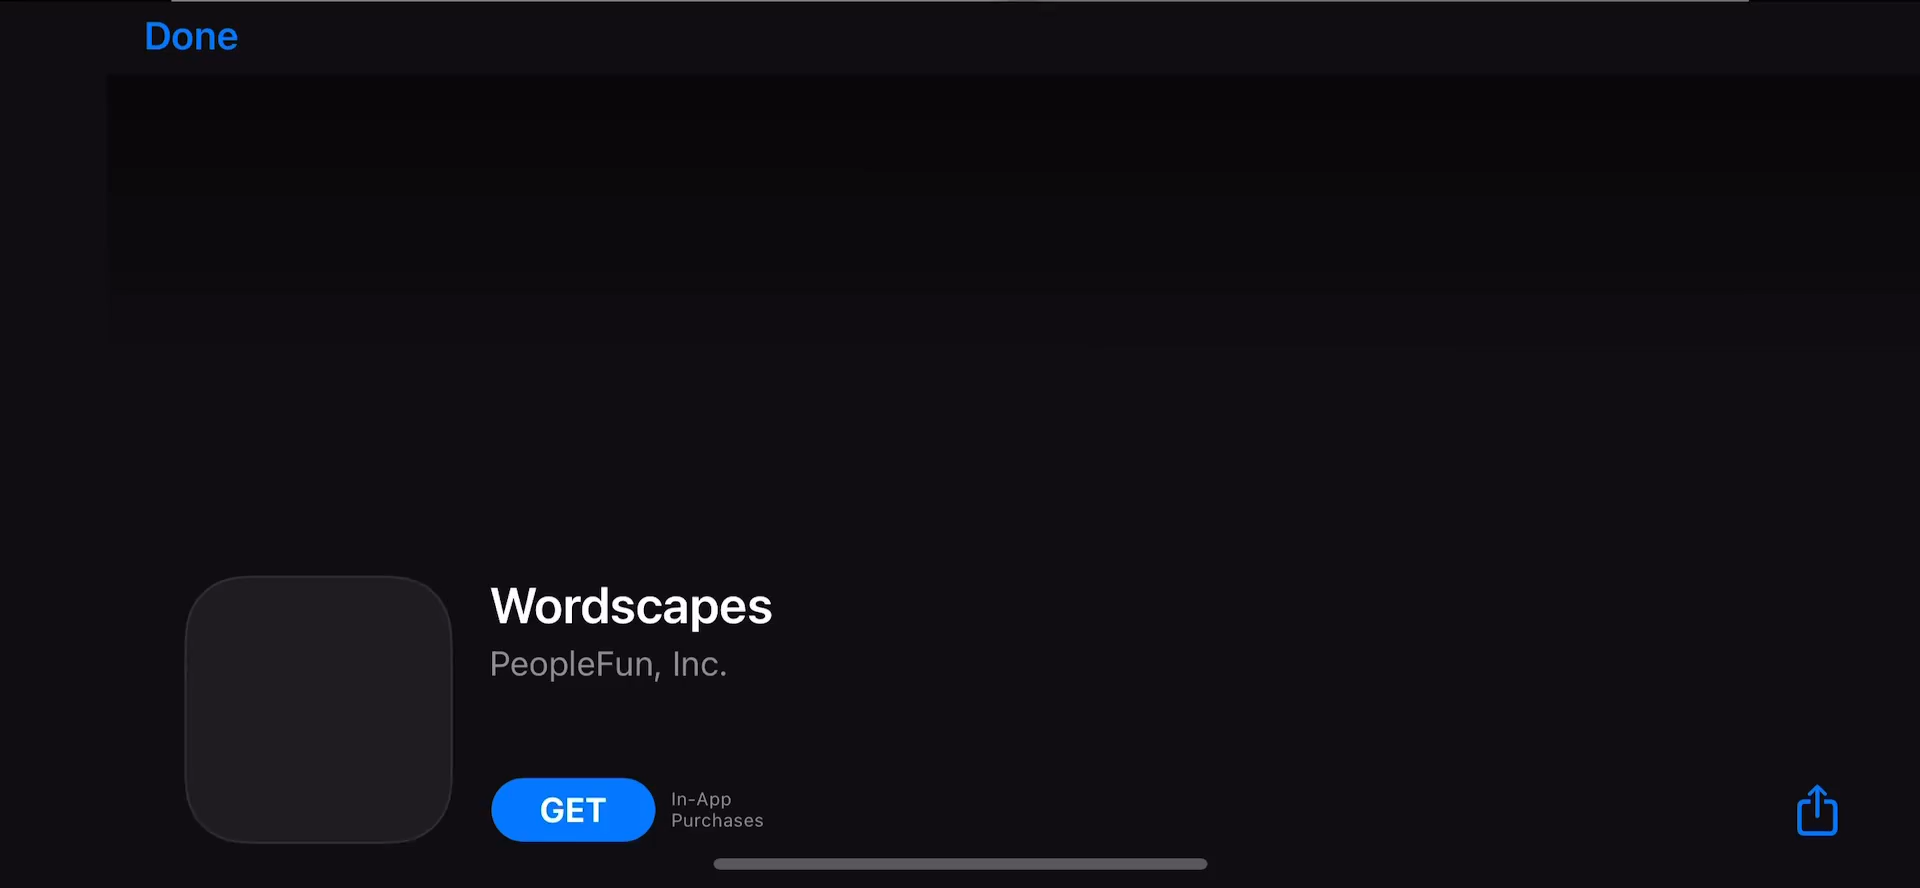 Done
Wordscapes
PeopleFun, Inc.
GET
In-App
Purchases